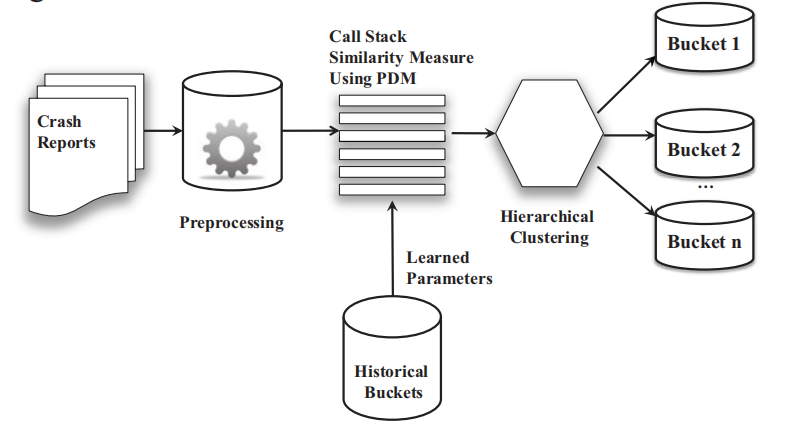 Call Stack
Similarity Measure
Using PDM
Crash
Reports
Preprocessing
Learned
Parameters
Historical
Buckets
Hierarchical
Clustering
Bucket 1
Bucket 2
...
Bucket n